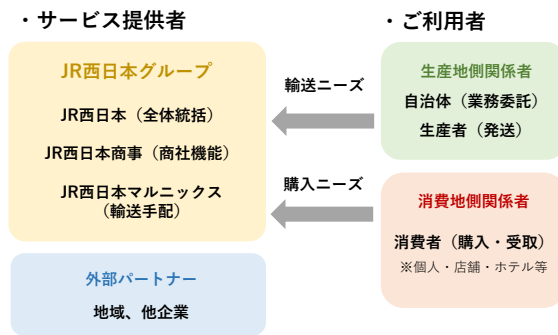 ・サービス提供者
JR西日本グループ
JR西日本（全体統括）
JR西日本商事（商社機能）
JR西日本マルニックス
（輸送手配）
外部パートナー
地域、他企業
輸送ニーズ
購入ニーズ
・ご利用者
生産地側関係者
自治体（業務委託）
生産者（発送）
消費地側関係者
消費者（購入・受取）
※個人・店舗・ホテル等